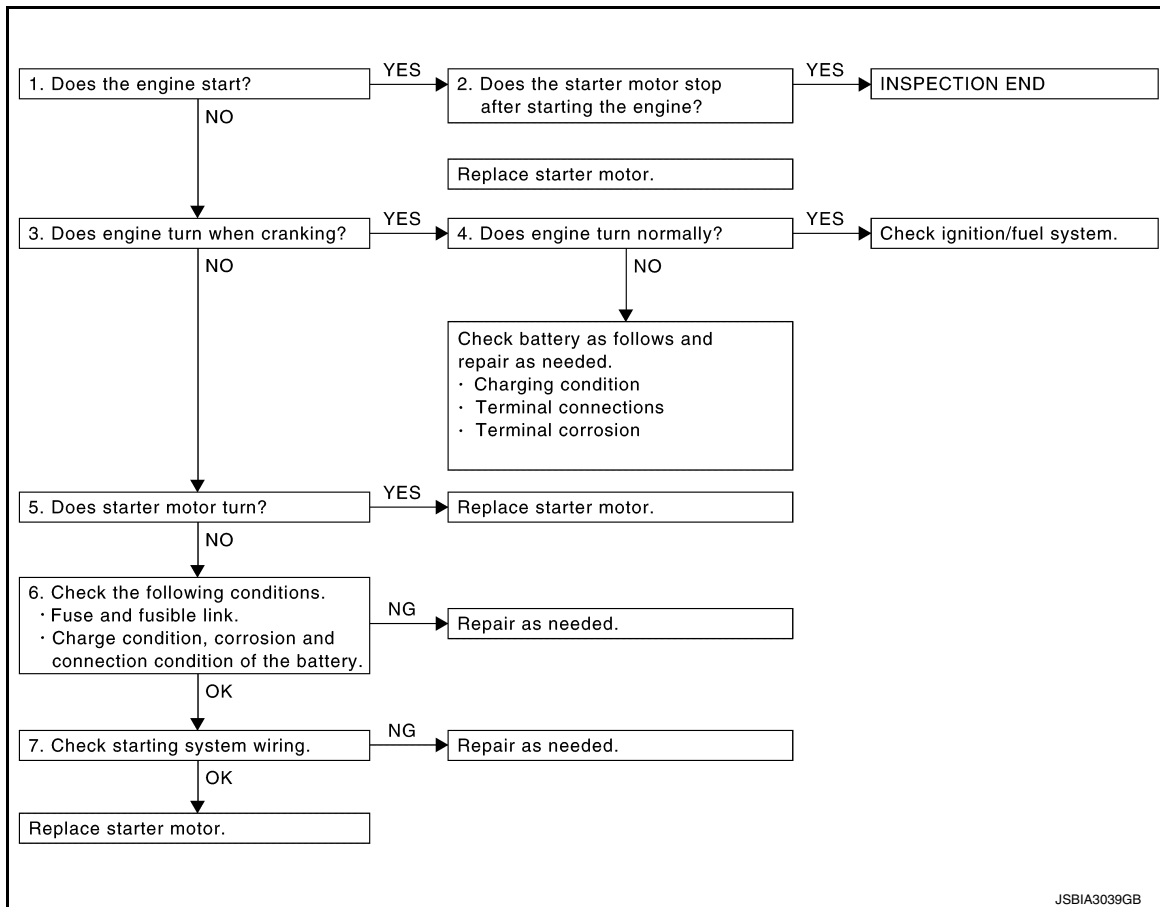 1. Does the engine start?
YES
2. Does the starter motor stop
after starting the engine?
YES
INSPECTION END
NO
Replace starter motor.
3. Does engine turn when cranking?
YES
4. Does engine turn normally?
YES
Check ignition/fuel system.
NO
NO
Check battery as follows and
repair as needed.
· Charging condition
· Terminal connections
· Terminal corrosion
5. Does starter motor turn?
YES
Replace starter motor.
NO
6. Check the following conditions.
· Fuse and fusible link.
· Charge condition, corrosion and
connection condition of the battery.
NG
Repair as needed.
OK
7. Check starting system wiring.
NG
Repair as needed.
OK
Replace starter motor.
JSBIA3039GB